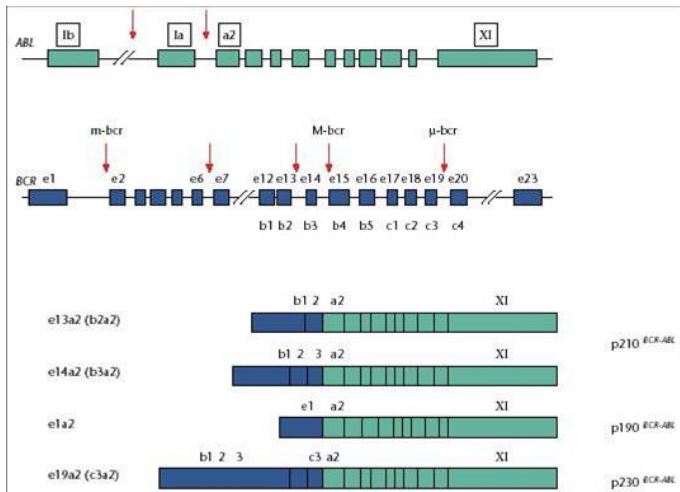 Ib Ia a2 XI
ABL
m-bcr M-bcr μ-bcr
e1 e2 e6 e7 e12 e13 e14 e15 e16 e17 e18 e19 e20 e23
BCR
b1 b2 b3 b4 b5 c1 c2 c3 c4
b1 2 a2 XI
e13a2 (b2a2)
p210 BCR-ABL
b1 2 3 a2 XI
e14a2 (b3a2)
e1 a2 XI
e1a2 p190 BCR-ABL
b1 2 3 c3 a2 XI
e19a2 (c3a2) p230 BCR-ABL